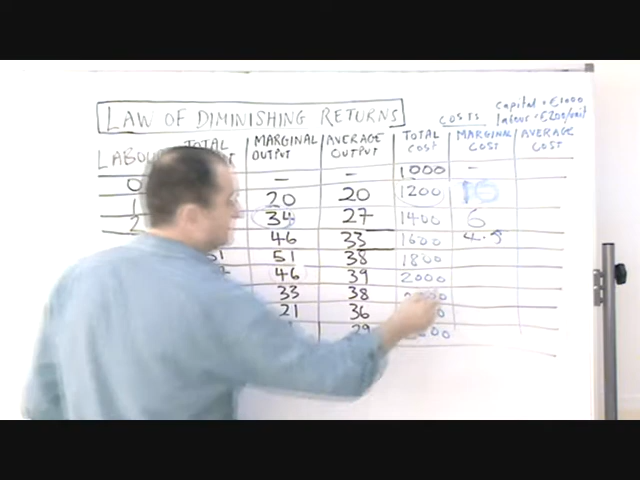 LAW OF DIMINISHING RETURNS
COSTS
capital = £1000
labour = £200/unit
LABOUR MARGINAL OUTPUT AVERAGE OUTPUT TOTAL COST MARGINAL COST AVERAGE COST
0 - - 1000 -
1 20 20 1200 10
2 34 27 1400 6
46 33 1600 4.5
51 38 1800
46 39 2000
33 38
21 36
29